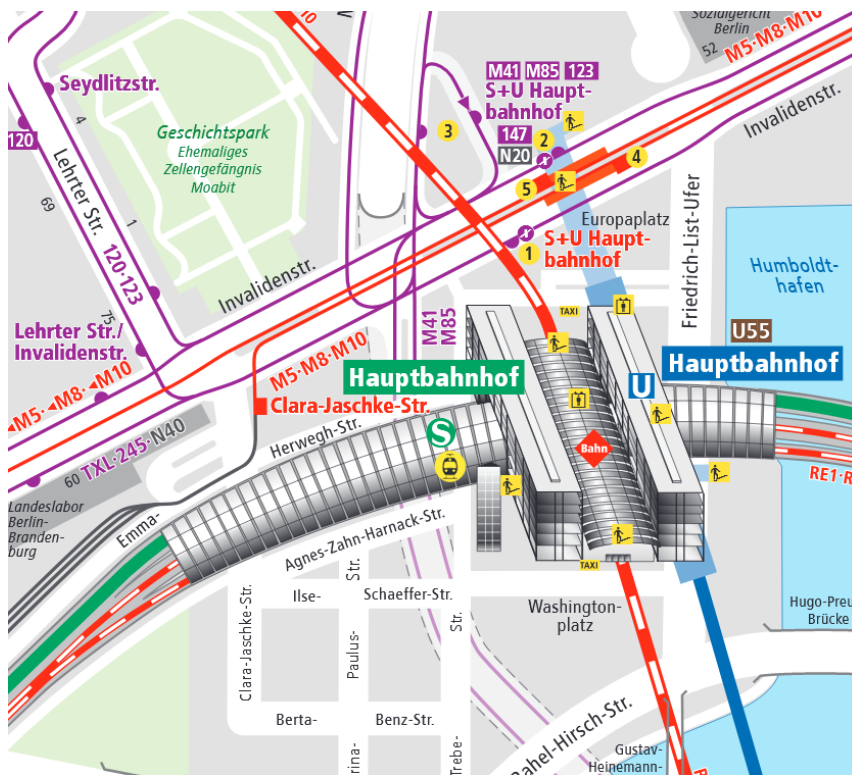 10
Sozialgericht
Berlin
52
M5·M8·M10
Seydlitzstr.
M41 M85 123
S+U Haupt-
bahnhof
147
N20
2
3
4
5
1
120
4
Geschichtspark
Ehemaliges
Zellengefängnis
Moabit
Lehrter Str.
69
1
120·123
Invalidenstr.
Invalidenstr.
Europaplatz
S+U Haupt-
bahnhof
Friedrich-List-Ufer
Humboldt-
hafen
75
Lehrter Str./
Invalidenstr.
M41
M85
TAXI
U55
Hauptbahnhof
Hauptbahnhof
U
M5·M8·M10
M5·M8·M10
Clara-Jaschke-Str.
S
Herwegh-Str.
Bahn
60
TXL·245·N40
RE1·R
Landeslabor
Berlin-
Branden-
burg
Emma-
Agnes-Zahn-Harnack-Str.
TAXI
Clara-Jaschke-Str.
Ilse-
Schaeffer-Str.
Str.
Paulus-
Str.
Washington-
platz
Hugo-Preu
Brücke
Berta-
Benz-Str.
rina-
Trebe-
Rahel-Hirsch-Str.
Gustav-
Heinemann-